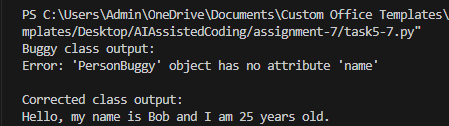 PS C:\Users\Admin\OneDrive\Documents\Custom Office Templates\
mplates/Desktop/AIAssistedCoding/assignment-7/task5-7.py"
Buggy class output:
Error: 'PersonBuggy' object has no attribute 'name'

Corrected class output:
Hello, my name is Bob and I am 25 years old.